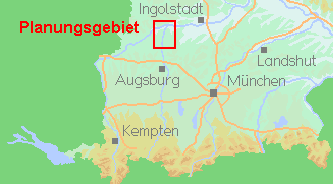 Ingolstadt
Planungsgebiet
Landshut
Augsburg
München
Kempten